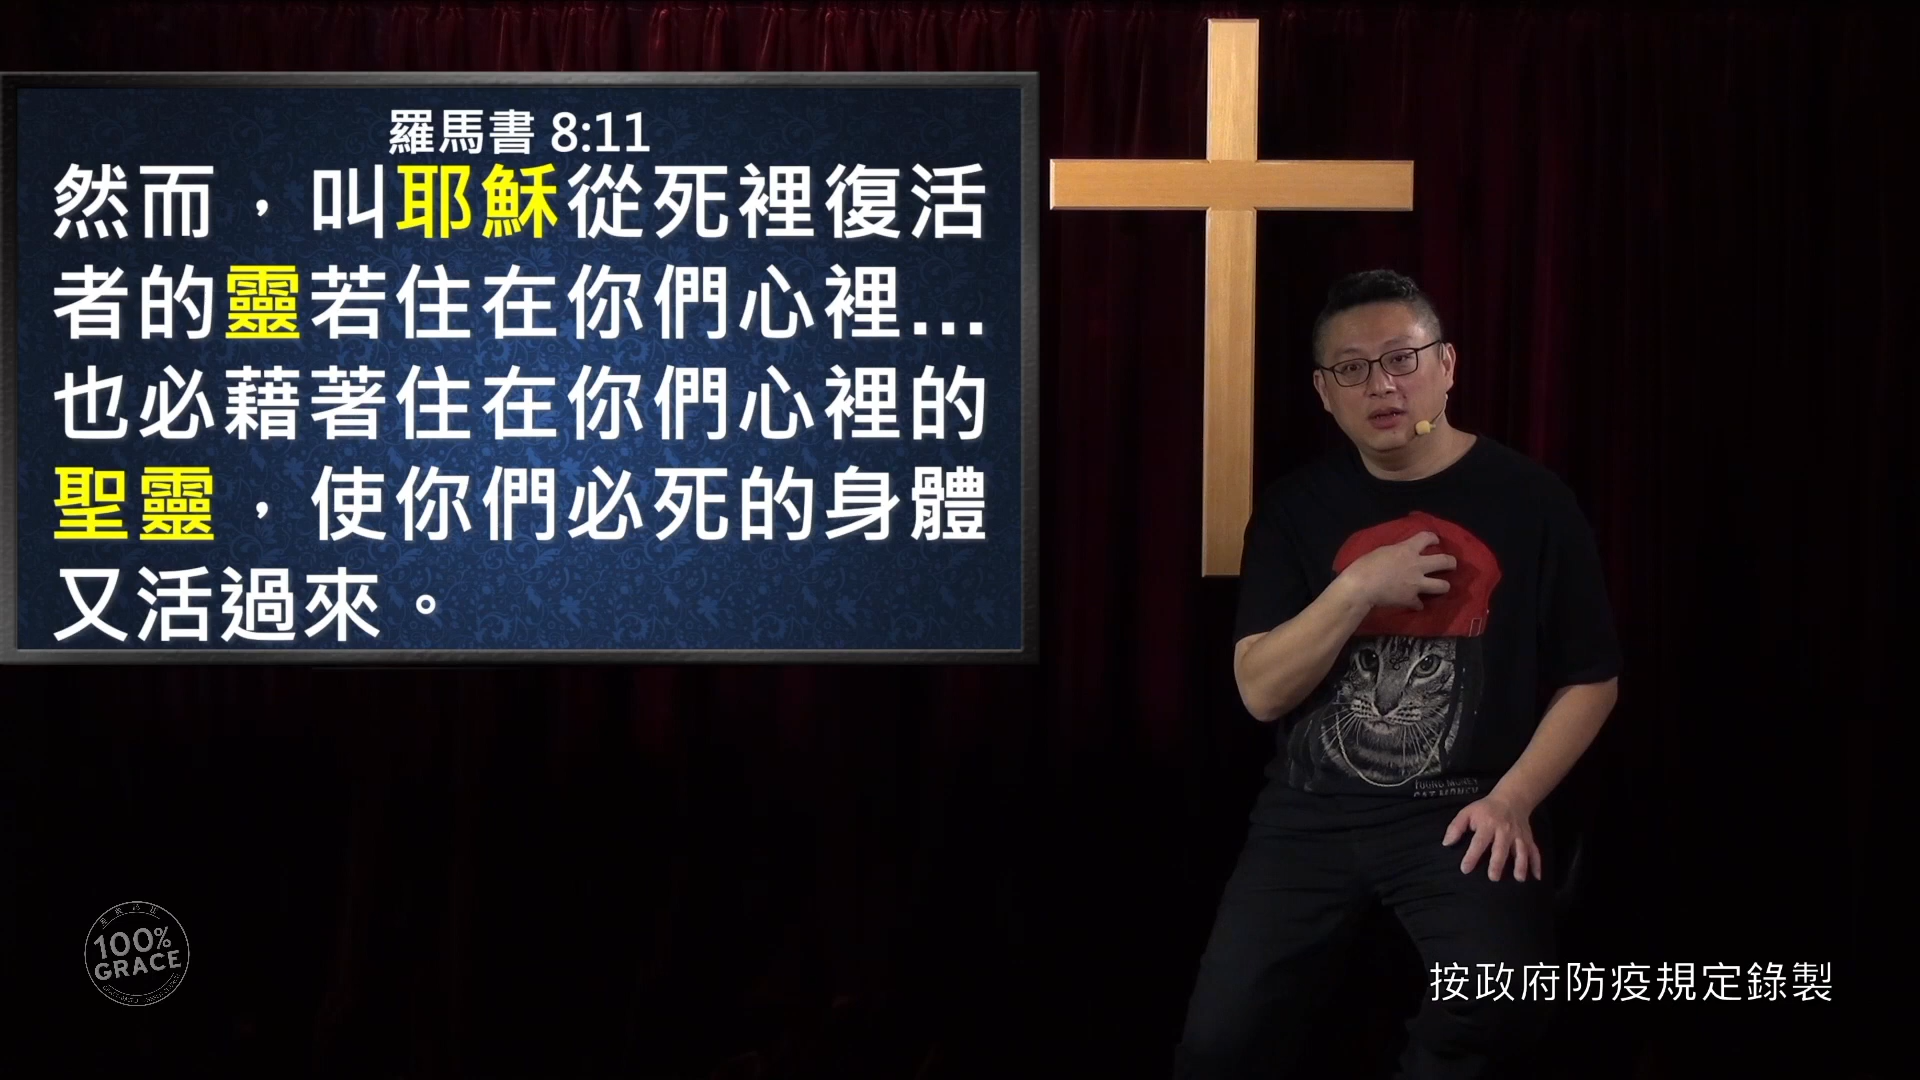 羅馬書 8:11
然而，叫耶穌從死裡復活
者的靈若住在你們心裡...
也必藉著住在你們心裡的
聖靈，使你們必死的身體
又活過來。
100%
GRACE
按政府防疫規定錄製